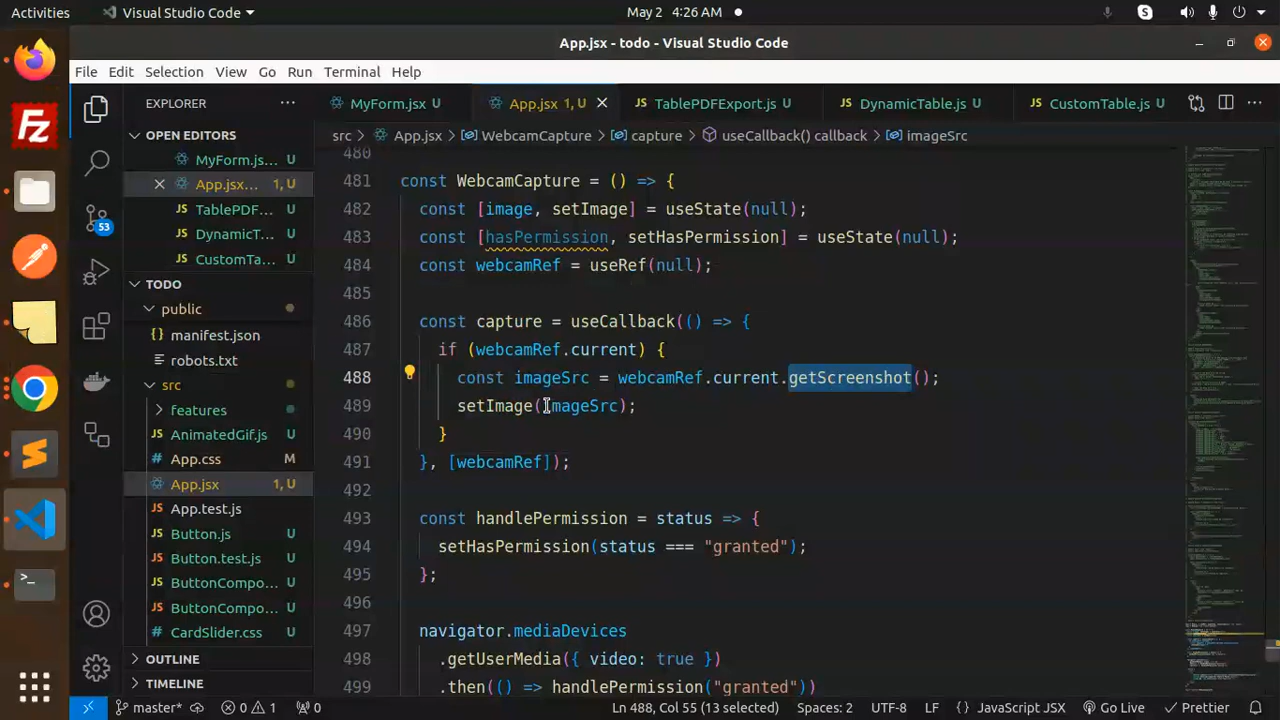 Activities
Visual Studio Code
May 2 4:26 AM
App.jsx - todo - Visual Studio Code
File Edit Selection View Go Run Terminal Help
EXPLORER
MyForm.jsx U
App.jsx 1, U
TablePDFExport.js U
DynamicTable.js U
CustomTable.js U
src > App.jsx > WebcamCapture > capture > useCallback() callback > imageSrc
OPEN EDITORS
MyForm.js... U
App.jsx... 1, U
TablePDF... U
DynamicT... U
CustomTa... U
TODO
public
manifest.json
robots.txt
src
features
AnimatedGif.js U
App.css M
App.jsx 1, U
App.test.js
Button.js U
Button.test.js U
ButtonCompo... U
ButtonCompo... U
CardSlider.css U
OUTLINE
TIMELINE
53
480
481 const WebcamCapture = () => {
482 const [image, setImage] = useState(null);
483 const [hasPermission, setHasPermission] = useState(null);
484 const webcamRef = useRef(null);
485
486 const capture = useCallback(() => {
487 if (webcamRef.current) {
488 const imageSrc = webcamRef.current.getScreenshot();
489 setImage(imageSrc);
490 }
491 }, [webcamRef]);
492
493 const handlePermission = status => {
494 setHasPermission(status === "granted");
495 };
496
497 navigator.mediaDevices
498 .getUserMedia({ video: true })
499 .then(() => handlePermission("granted"))
master* 0 1 0 Ln 488, Col 55 (13 selected) Spaces: 2 UTF-8 LF JavaScript JSX Go Live Prettier